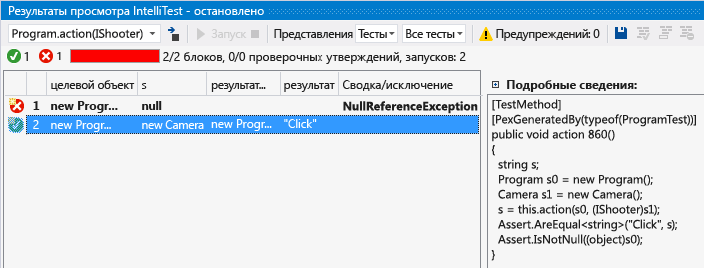 Результаты просмотра IntelliTest - остановлено
Program.action(IShooter) Запуск Представления Тесты Все тесты Предупреждений: 0
1 1 2/2 блоков, 0/0 проверочных утверждений, запусков: 2
целевой объект s результат... результат Сводка/исключение
1 new Progr... null NullReferenceException
2 new Progr... new Camera new Progr... "Click"
Подробные сведения:
[TestMethod]
[PexGeneratedBy(typeof(ProgramTest))]
public void action 860()
{
string s;
Program s0 = new Program();
Camera s1 = new Camera();
s = this.action(s0, (IShooter)s1);
Assert.AreEqual<string>("Click", s);
Assert.IsNotNull((object)s0);
}